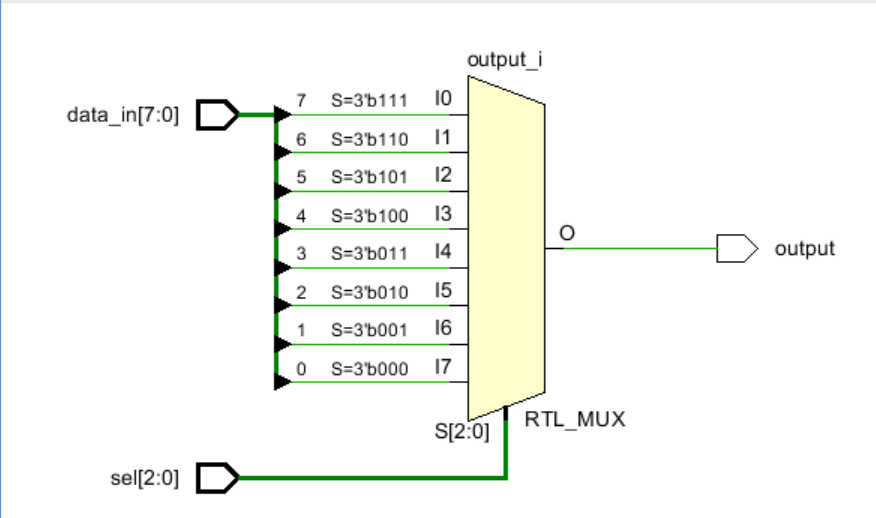 output_i
data_in[7:0]
7 S=3'b111 I0
6 S=3'b110 I1
5 S=3'b101 I2
4 S=3'b100 I3
3 S=3'b011 I4
2 S=3'b010 I5
1 S=3'b001 I6
0 S=3'b000 I7
O
output
S[2:0]
RTL_MUX
sel[2:0]